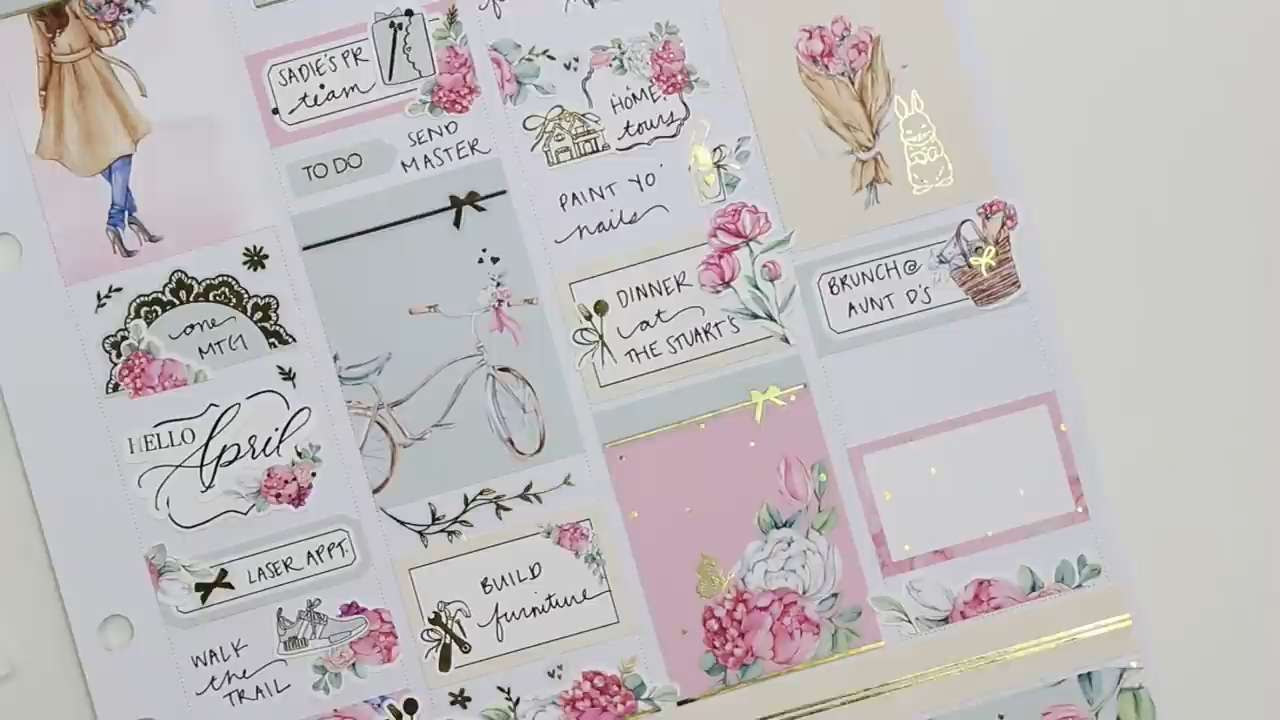 one
MTG
HELLO
April
LASER APPT.
WALK
the
TRAIL
SADIE'S PR
team
TO DO
SEND
MASTER
BUILD
furniture
HOME
tours
PAINT YO'
nails
DINNER
at
THE STUART'S
BRUNCH @
AUNT D'S